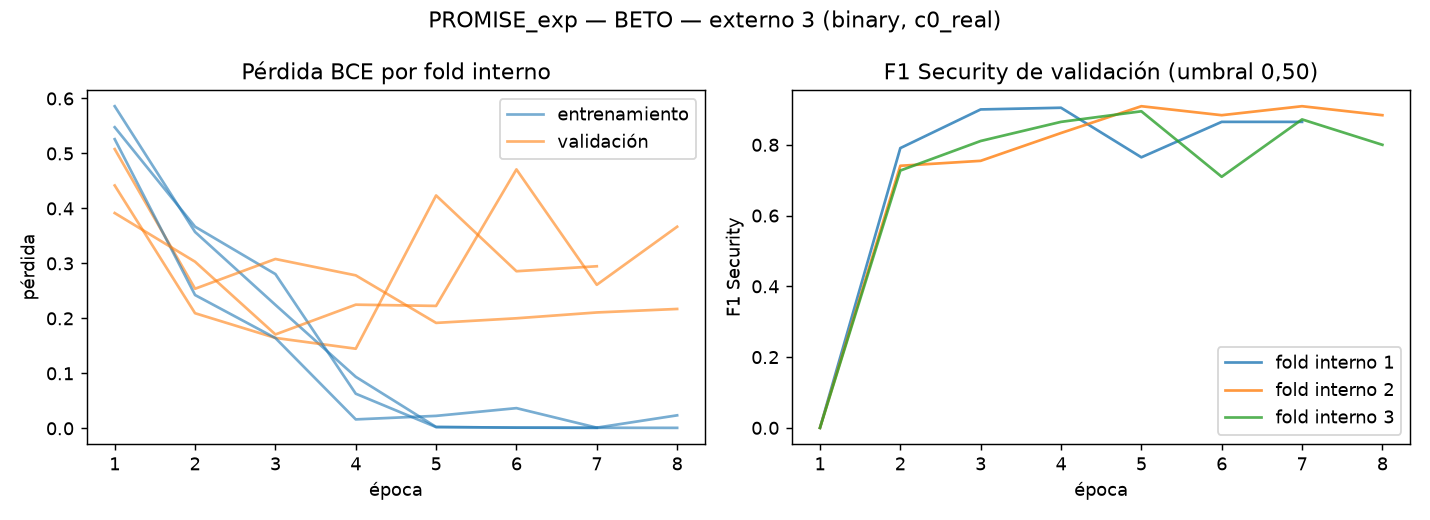 PROMISE_exp — BETO — externo 3 (binary, c0_real)
Pérdida BCE por fold interno
pérdida
0.6
0.5
0.4
0.3
0.2
0.1
0.0
entrenamiento
validación
1 2 3 4 5 6 7 8
época
F1 Security de validación (umbral 0,50)
F1 Security
0.8
0.6
0.4
0.2
0.0
fold interno 1
fold interno 2
fold interno 3
1 2 3 4 5 6 7 8
época